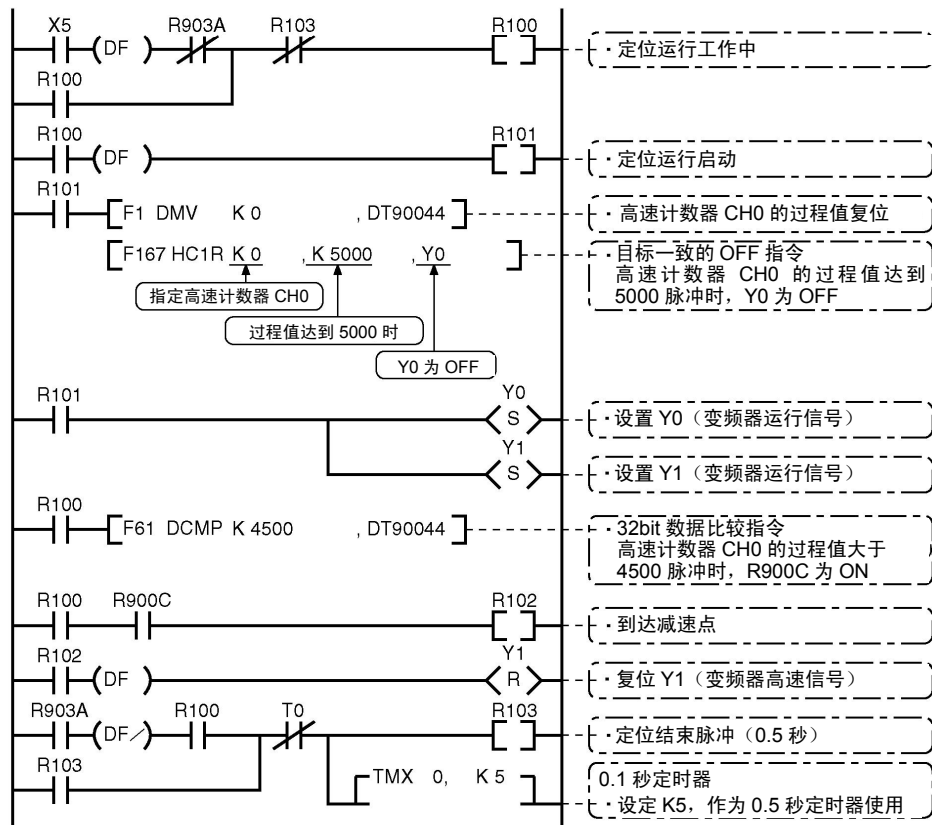 X5 R903A R103 R100
(DF )
· 定位运行工作中
R100
R100 R101
(DF )
· 定位运行启动
R101
F1 DMV K 0 , DT90044
· 高速计数器 CH0 的过程值复位
F167 HC1R K 0 , K 5000 , Y0
· 目标一致的 OFF 指令
高速计数器 CH0 的过程值达到
5000 脉冲时，Y0 为 OFF
指定高速计数器 CH0
过程值达到 5000 时
Y0 为 OFF
R101 Y0
S
· 设置 Y0（变频器运行信号）
Y1
S
· 设置 Y1（变频器运行信号）
R100
F61 DCMP K 4500 , DT90044
· 32bit 数据比较指令
高速计数器 CH0 的过程值大于
4500 脉冲时，R900C 为 ON
R100 R900C R102
· 到达减速点
R102 Y1
(DF ) R
· 复位 Y1（变频器高速信号）
R903A R100 T0 R103
(DF/)
· 定位结束脉冲（0.5 秒）
R103
TMX 0, K 5
0.1 秒定时器
· 设定 K5，作为 0.5 秒定时器使用